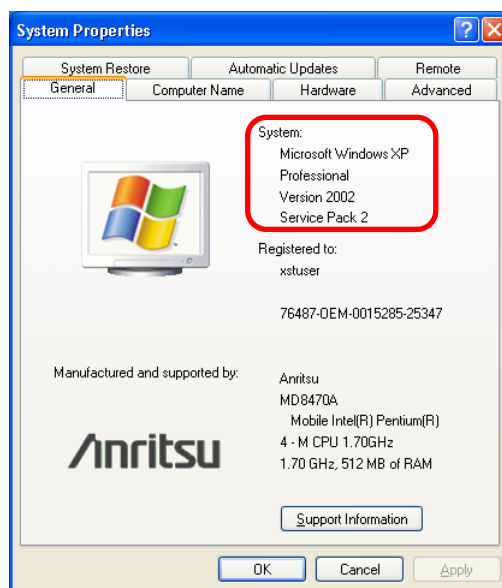 System Properties
System Restore Automatic Updates Remote
General Computer Name Hardware Advanced
System:
Microsoft Windows XP
Professional
Version 2002
Service Pack 2
Registered to:
xstuser
76487-OEM-0015285-25347
Manufactured and supported by:
Anritsu
Anritsu
MD8470A
Mobile Intel(R) Pentium(R)
4 - M CPU 1.70GHz
1.70 GHz, 512 MB of RAM
Support Information
OK Cancel Apply